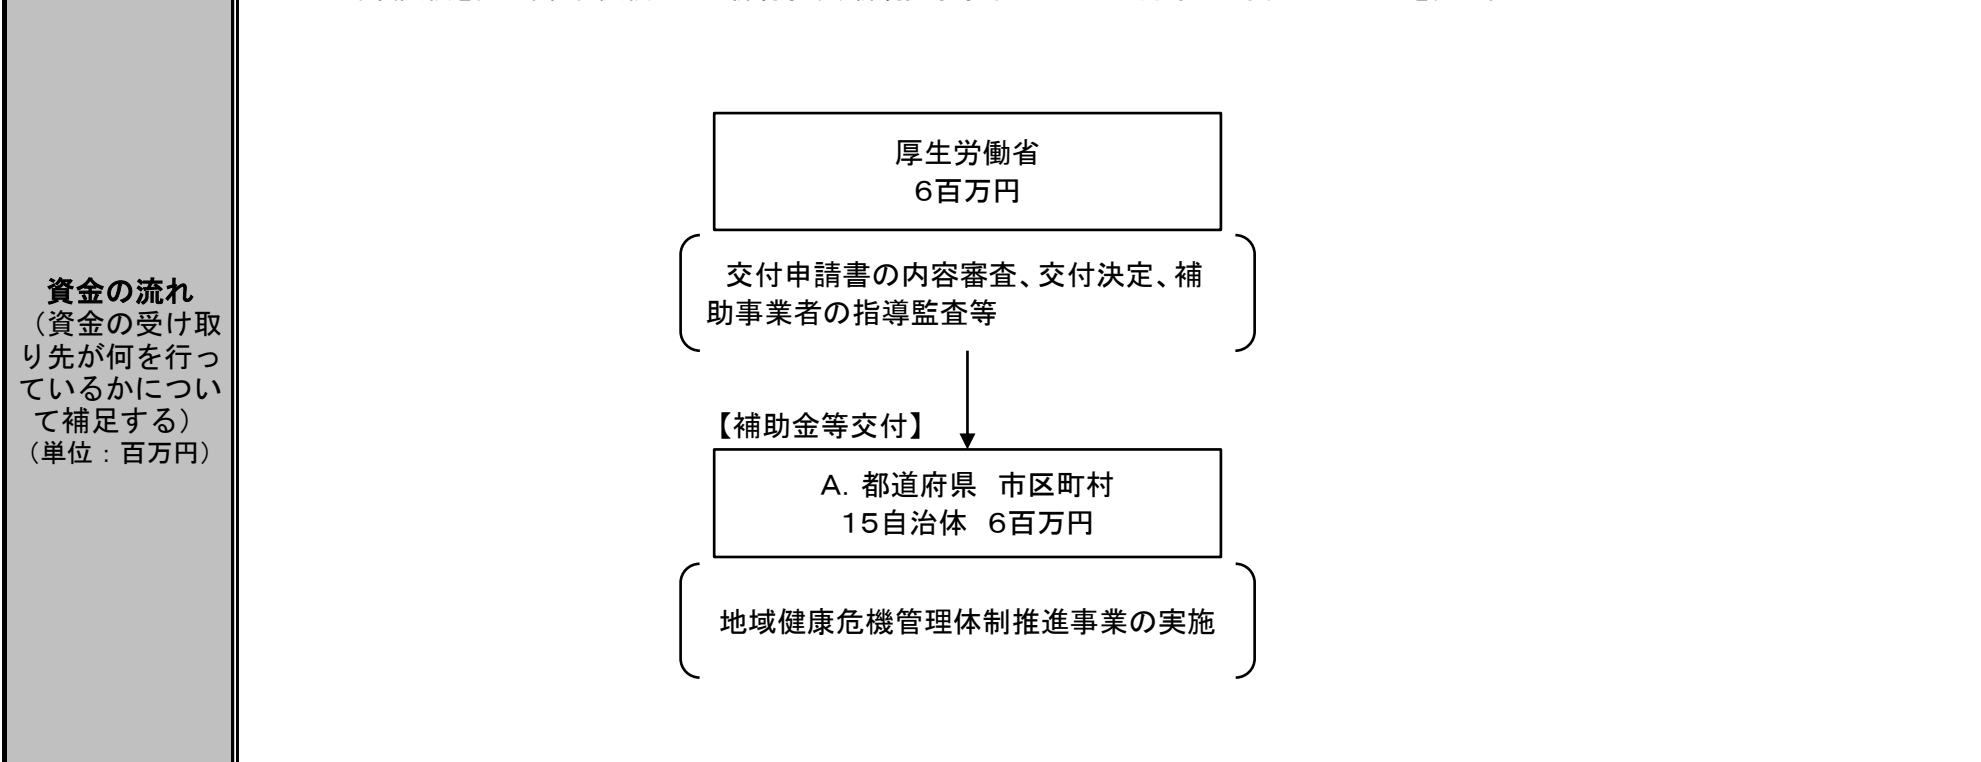 資金の流れ
（資金の受け取
り先が何を行っ
ているかについ
て補足する）
（単位：百万円）
厚生労働省
６百万円
交付申請書の内容審査、交付決定、補
助事業者の指導監査等
【補助金等交付】
Ａ．都道府県　市区町村
１５自治体　６百万円
地域健康危機管理体制推進事業の実施